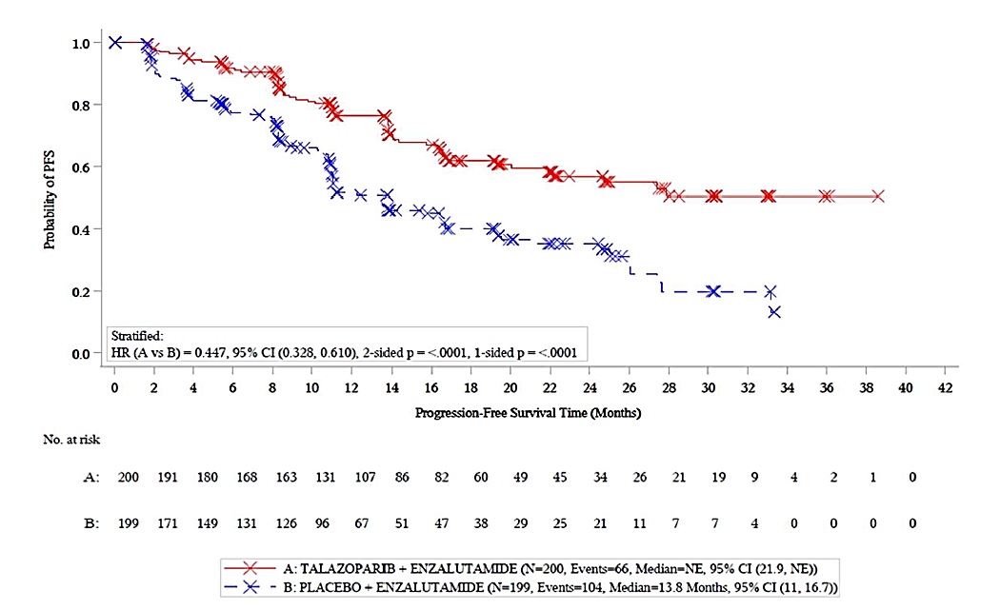 1.0
0.8
0.6
0.4
0.2
0.0
Probability of PFS
Stratified:
HR (A vs B) = 0.447, 95% CI (0.328, 0.610), 2-sided p = <.0001, 1-sided p = <.0001
0 2 4 6 8 10 12 14 16 18 20 22 24 26 28 30 32 34 36 38 40 42
Progression-Free Survival Time (Months)
No. at risk
A: 200 191 180 168 163 131 107 86 82 60 49 45 34 26 21 19 9 4 2 1 0
B: 199 171 149 131 126 96 67 51 47 38 29 25 21 11 7 7 4 0 0 0 0
A: TALAZOPARIB + ENZALUTAMIDE (N=200, Events=66, Median=NE, 95% CI (21.9, NE))
B: PLACEBO + ENZALUTAMIDE (N=199, Events=104, Median=13.8 Months, 95% CI (11, 16.7))